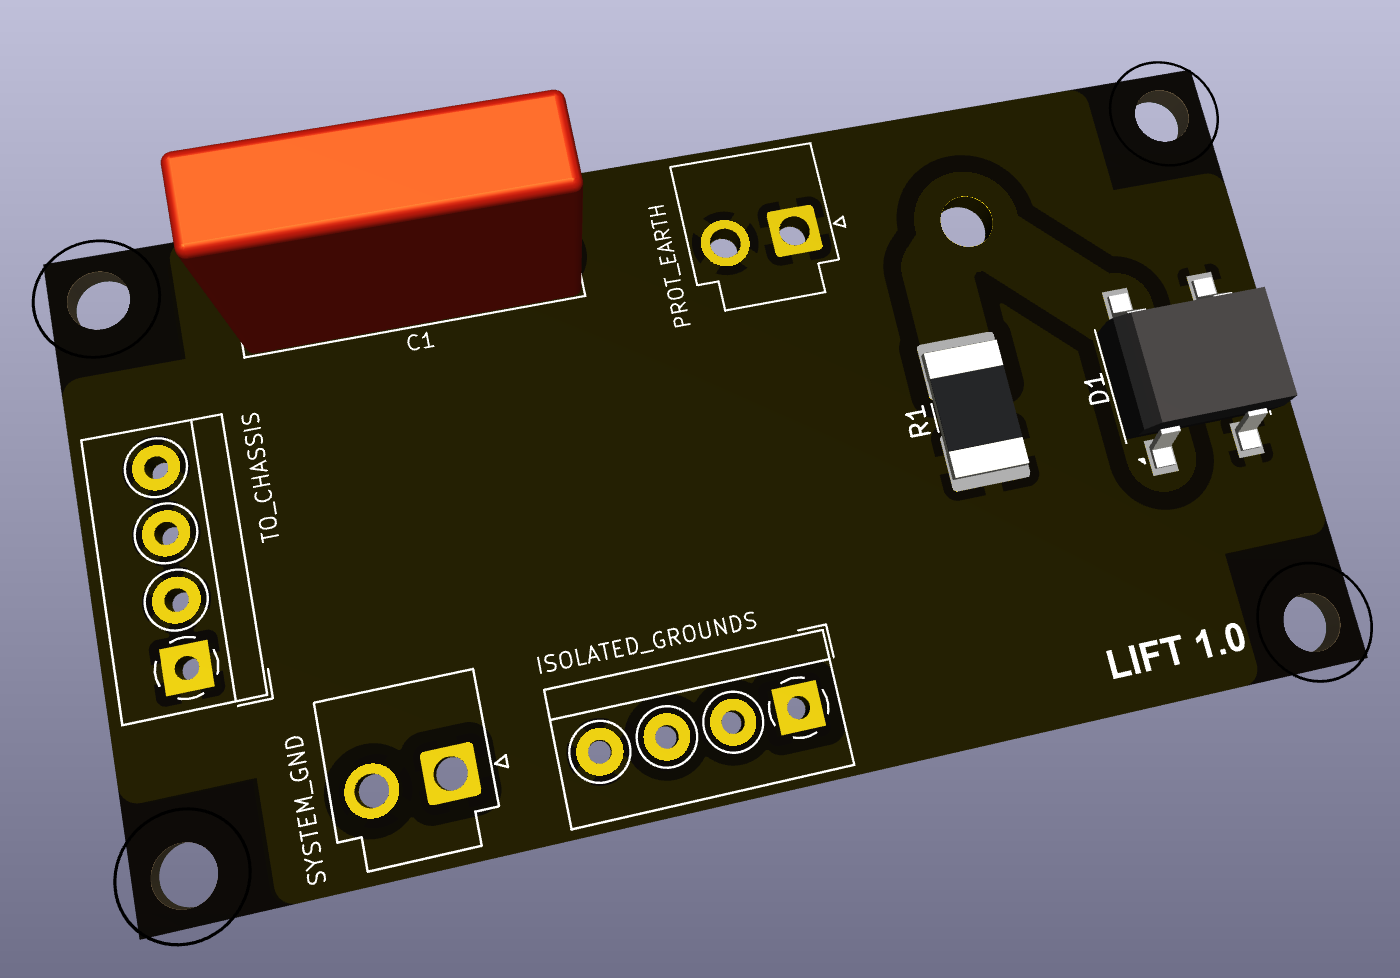 PROT_EARTH
C1
D1
R1
TO_CHASSIS
ISOLATED_GROUNDS
LIFT 1.0
SYSTEM_GND